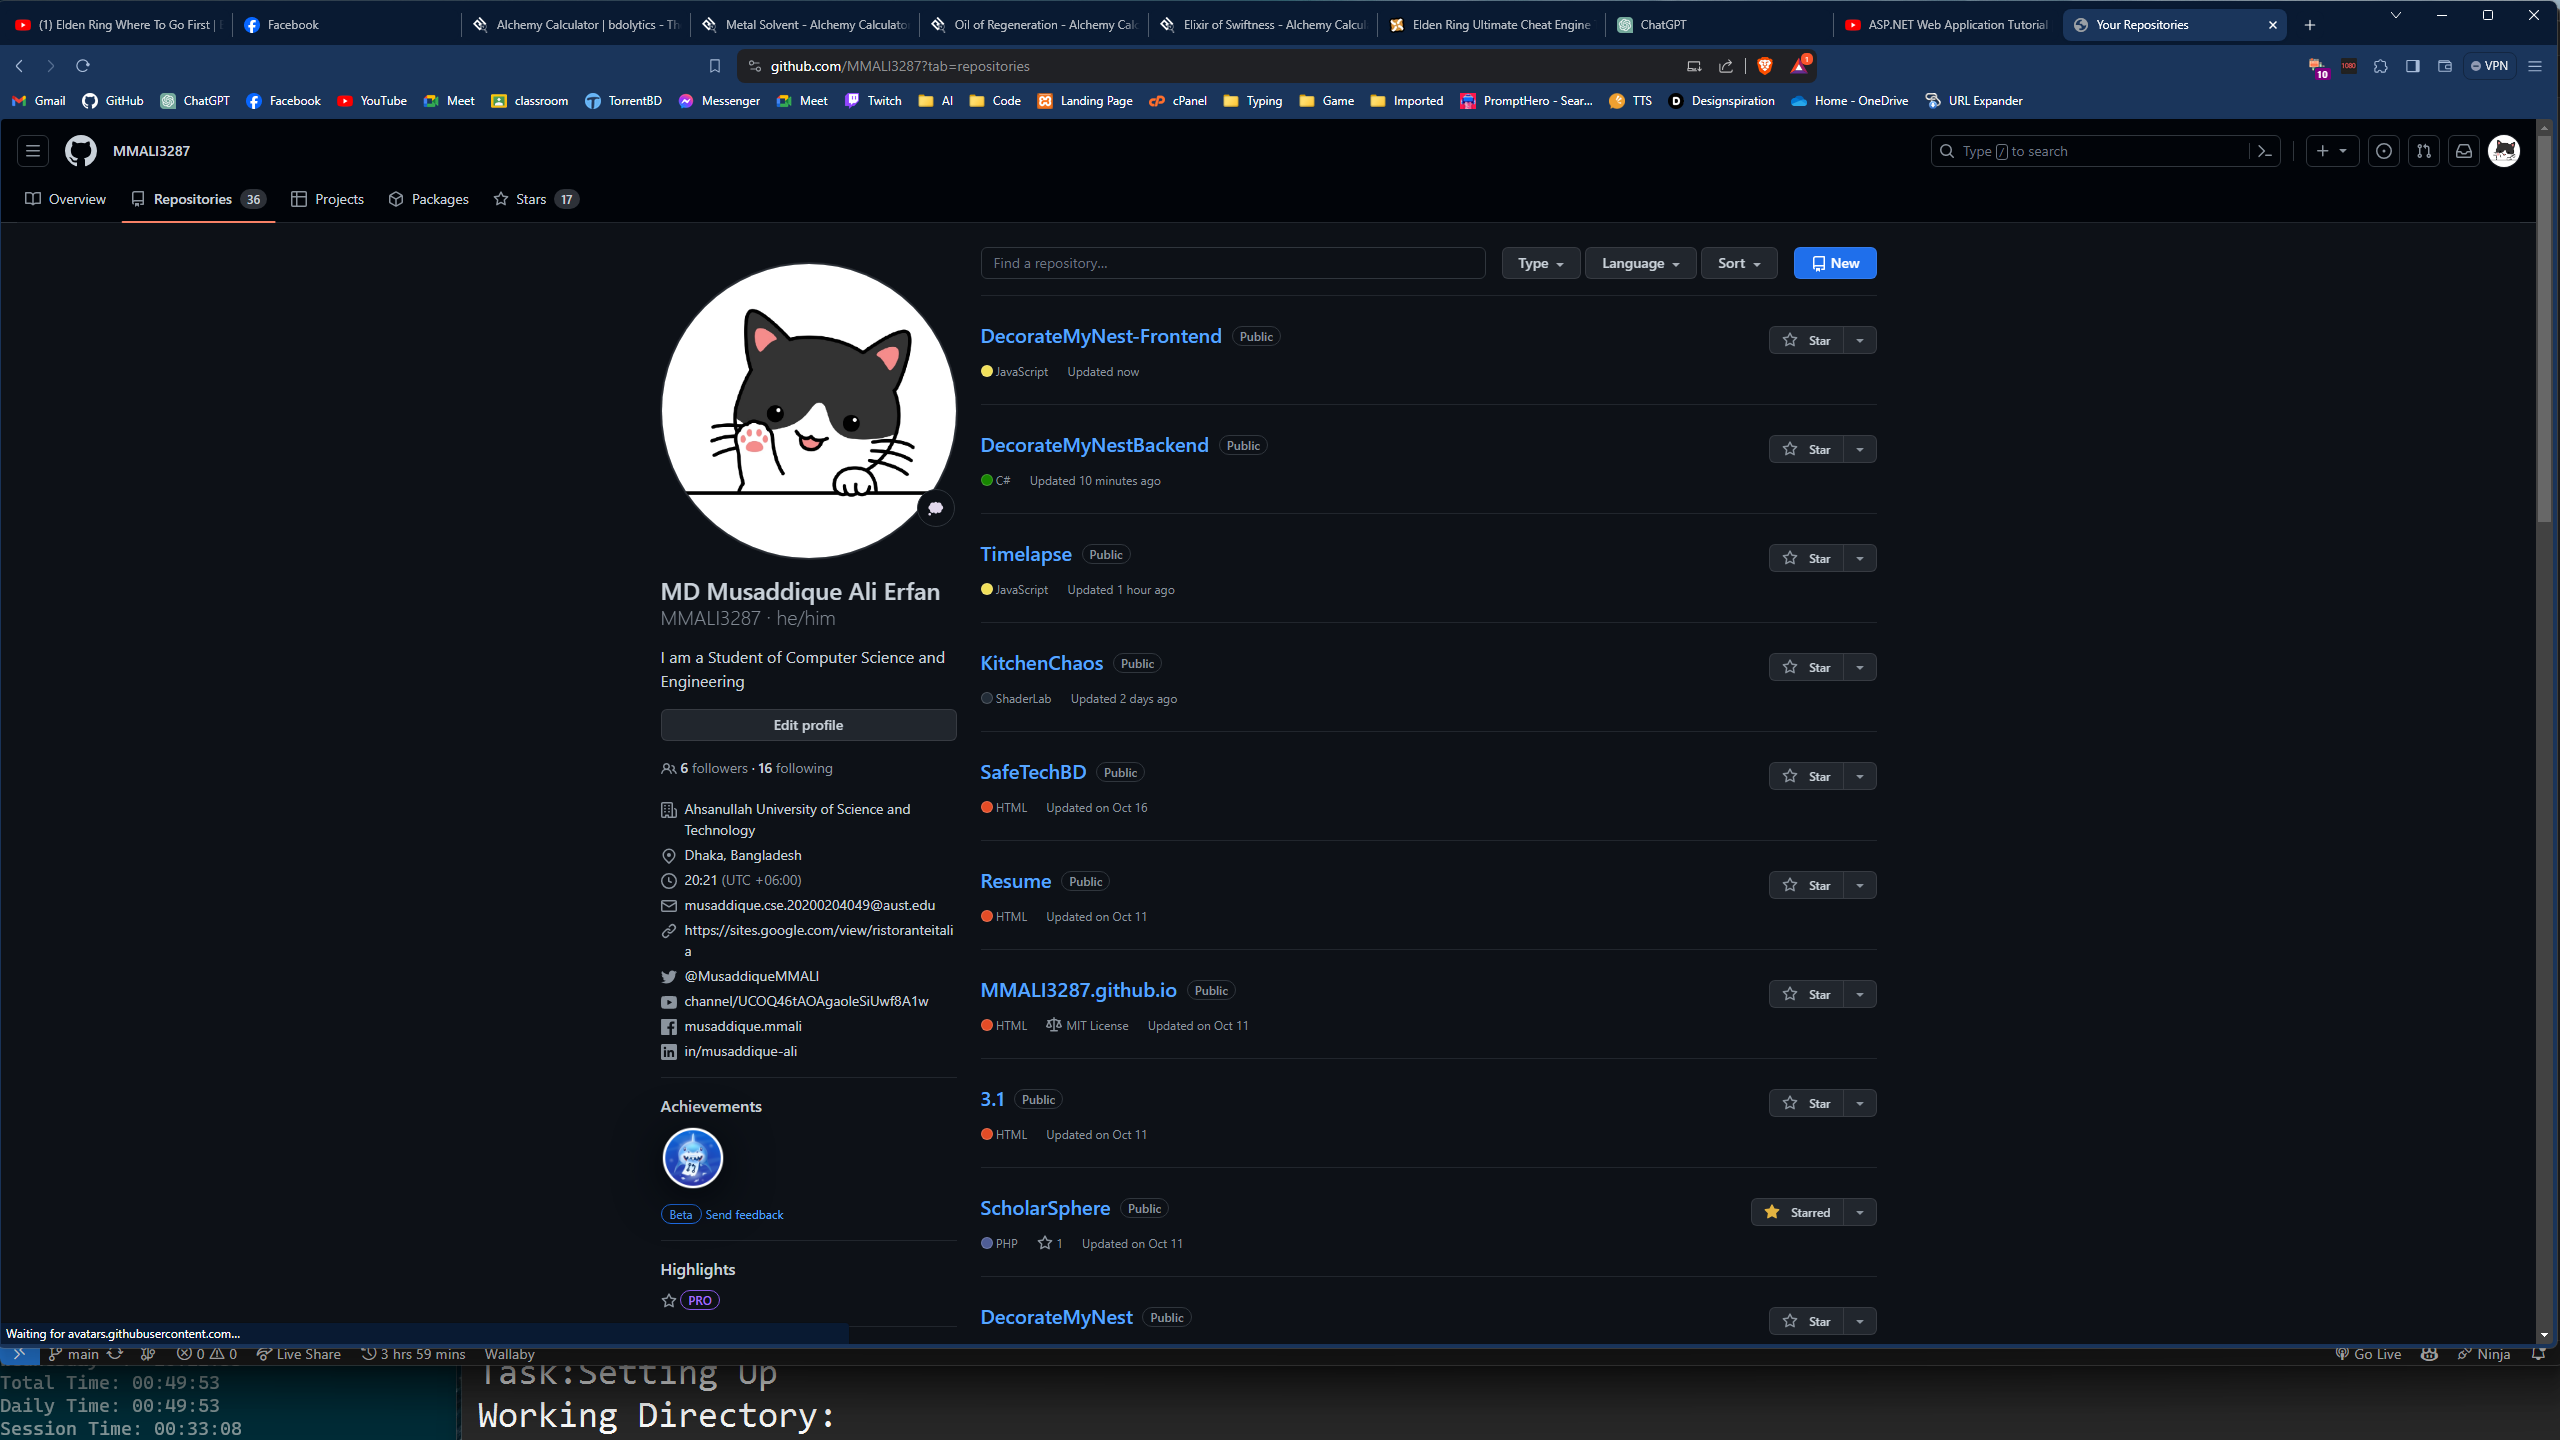 (1) Elden Ring Where To Go First |
Facebook
Alchemy Calculator | bdolytics - Th
Metal Solvent - Alchemy Calculator
Oil of Regeneration - Alchemy Calc
Elixir of Swiftness - Alchemy Calcul
Elden Ring Ultimate Cheat Engine
ChatGPT
ASP.NET Web Application Tutorial
Your Repositories
github.com/MMALI3287?tab=repositories
1
10
1080
VPN
Gmail
GitHub
ChatGPT
Facebook
YouTube
Meet
classroom
TorrentBD
Messenger
Meet
Twitch
AI
Code
Landing Page
cPanel
Typing
Game
Imported
PromptHero - Sear...
TTS
Designspiration
Home - OneDrive
URL Expander
MMALI3287
Type / to search
Overview
Repositories 36
Projects
Packages
Stars 17
Find a repository...
Type
Language
Sort
New
MD Musaddique Ali Erfan
MMALI3287 · he/him
I am a Student of Computer Science and
Engineering
Edit profile
6 followers · 16 following
Ahsanullah University of Science and
Technology
Dhaka, Bangladesh
20:21 (UTC +06:00)
musaddique.cse.20200204049@aust.edu
https://sites.google.com/view/ristoranteitali
a
@MusaddiqueMMALI
channel/UCOQ46tAOAgaoleSiUwf8A1w
musaddique.mmali
in/musaddique-ali
Achievements
Beta Send feedback
Highlights
PRO
DecorateMyNest-Frontend Public
Star
JavaScript Updated now
DecorateMyNestBackend Public
Star
C# Updated 10 minutes ago
Timelapse Public
Star
JavaScript Updated 1 hour ago
KitchenChaos Public
Star
ShaderLab Updated 2 days ago
SafeTechBD Public
Star
HTML Updated on Oct 16
Resume Public
Star
HTML Updated on Oct 11
MMALI3287.github.io Public
Star
HTML MIT License Updated on Oct 11
3.1 Public
Star
HTML Updated on Oct 11
ScholarSphere Public
Starred
PHP 1 Updated on Oct 11
DecorateMyNest Public
Star
Waiting for avatars.githubusercontent.com...
main
0 0
Live Share
3 hrs 59 mins
Wallaby
Go Live
Ninja
Total Time: 00:49:53
Daily Time: 00:49:53
Session Time: 00:33:08
Task:Setting Up
Working Directory: